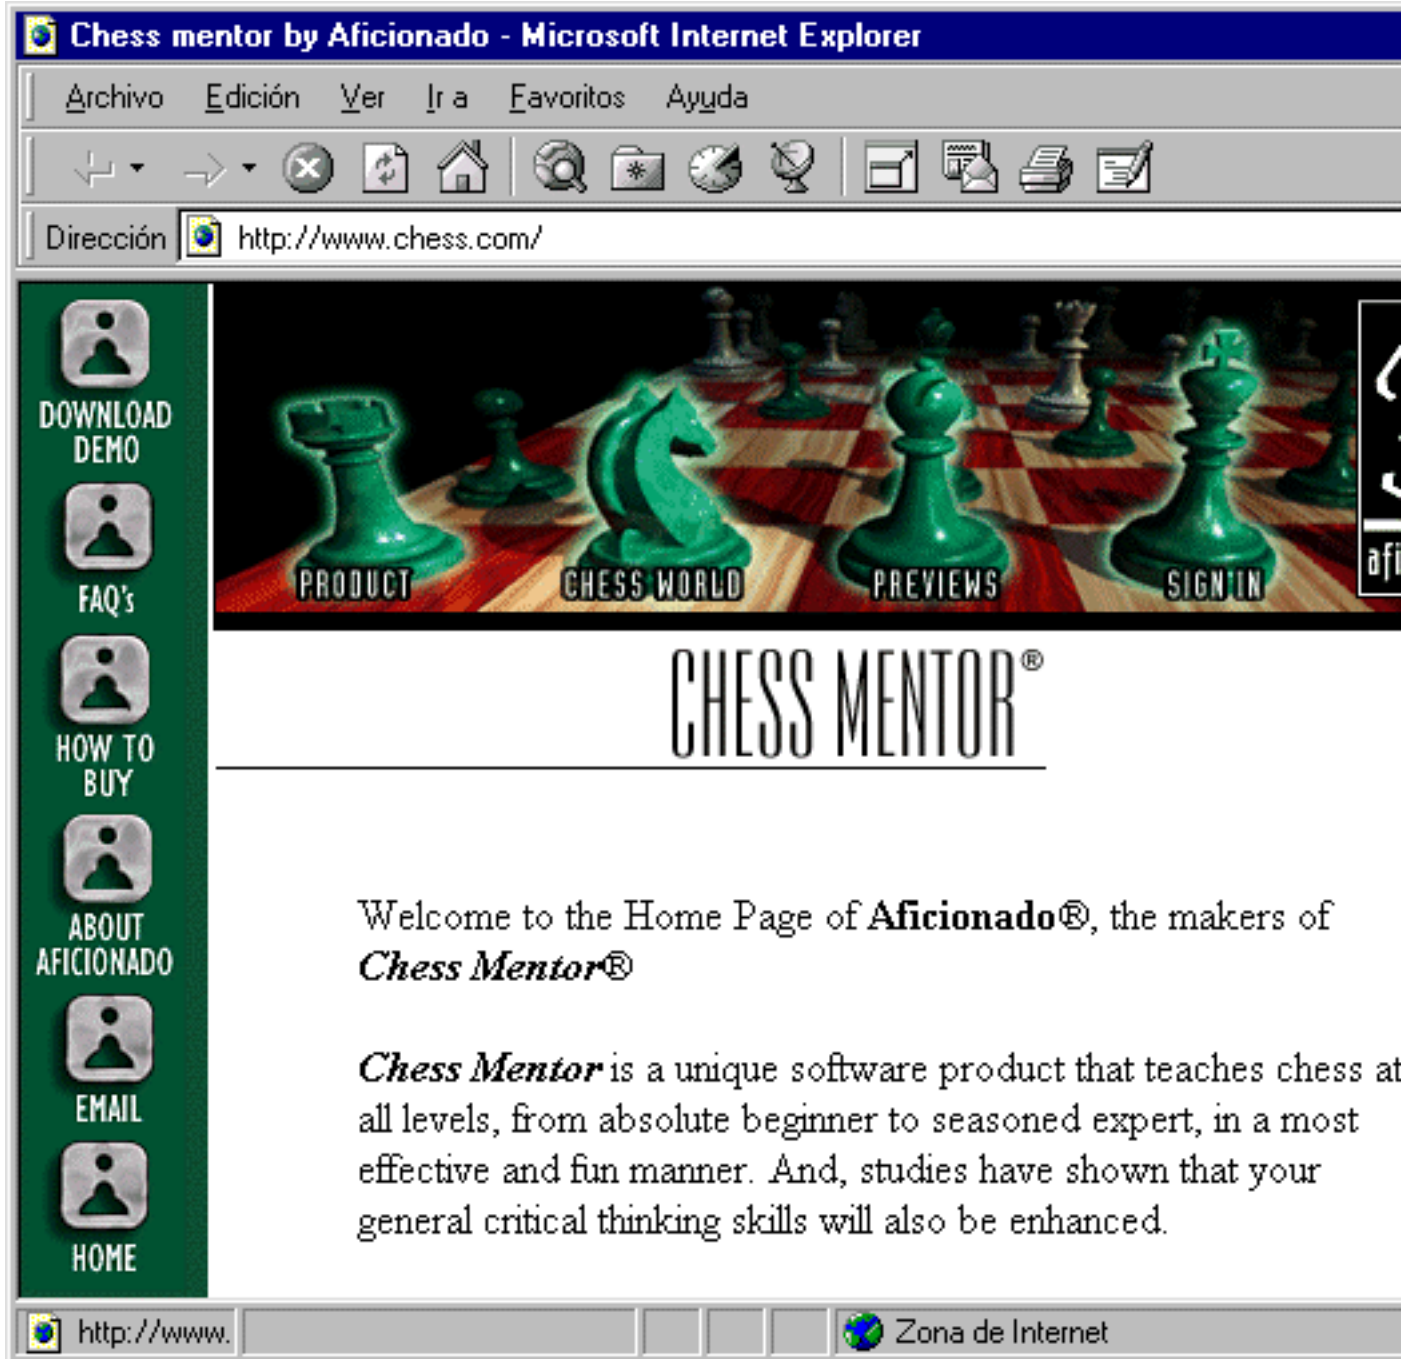 Chess mentor by Aficionado - Microsoft Internet Explorer
Archivo Edición Ver Ir a Favoritos Ayuda
Dirección http://www.chess.com/
DOWNLOAD
DEMO
FAQ's
HOW TO
BUY
ABOUT
AFICIONADO
EMAIL
HOME
PRODUCT CHESS WORLD PREVIEWS SIGN IN
CHESS MENTOR®
Welcome to the Home Page of Aficionado®, the makers of
Chess Mentor®
Chess Mentor is a unique software product that teaches chess at
all levels, from absolute beginner to seasoned expert, in a most
effective and fun manner. And, studies have shown that your
general critical thinking skills will also be enhanced.
http://www. Zona de Internet